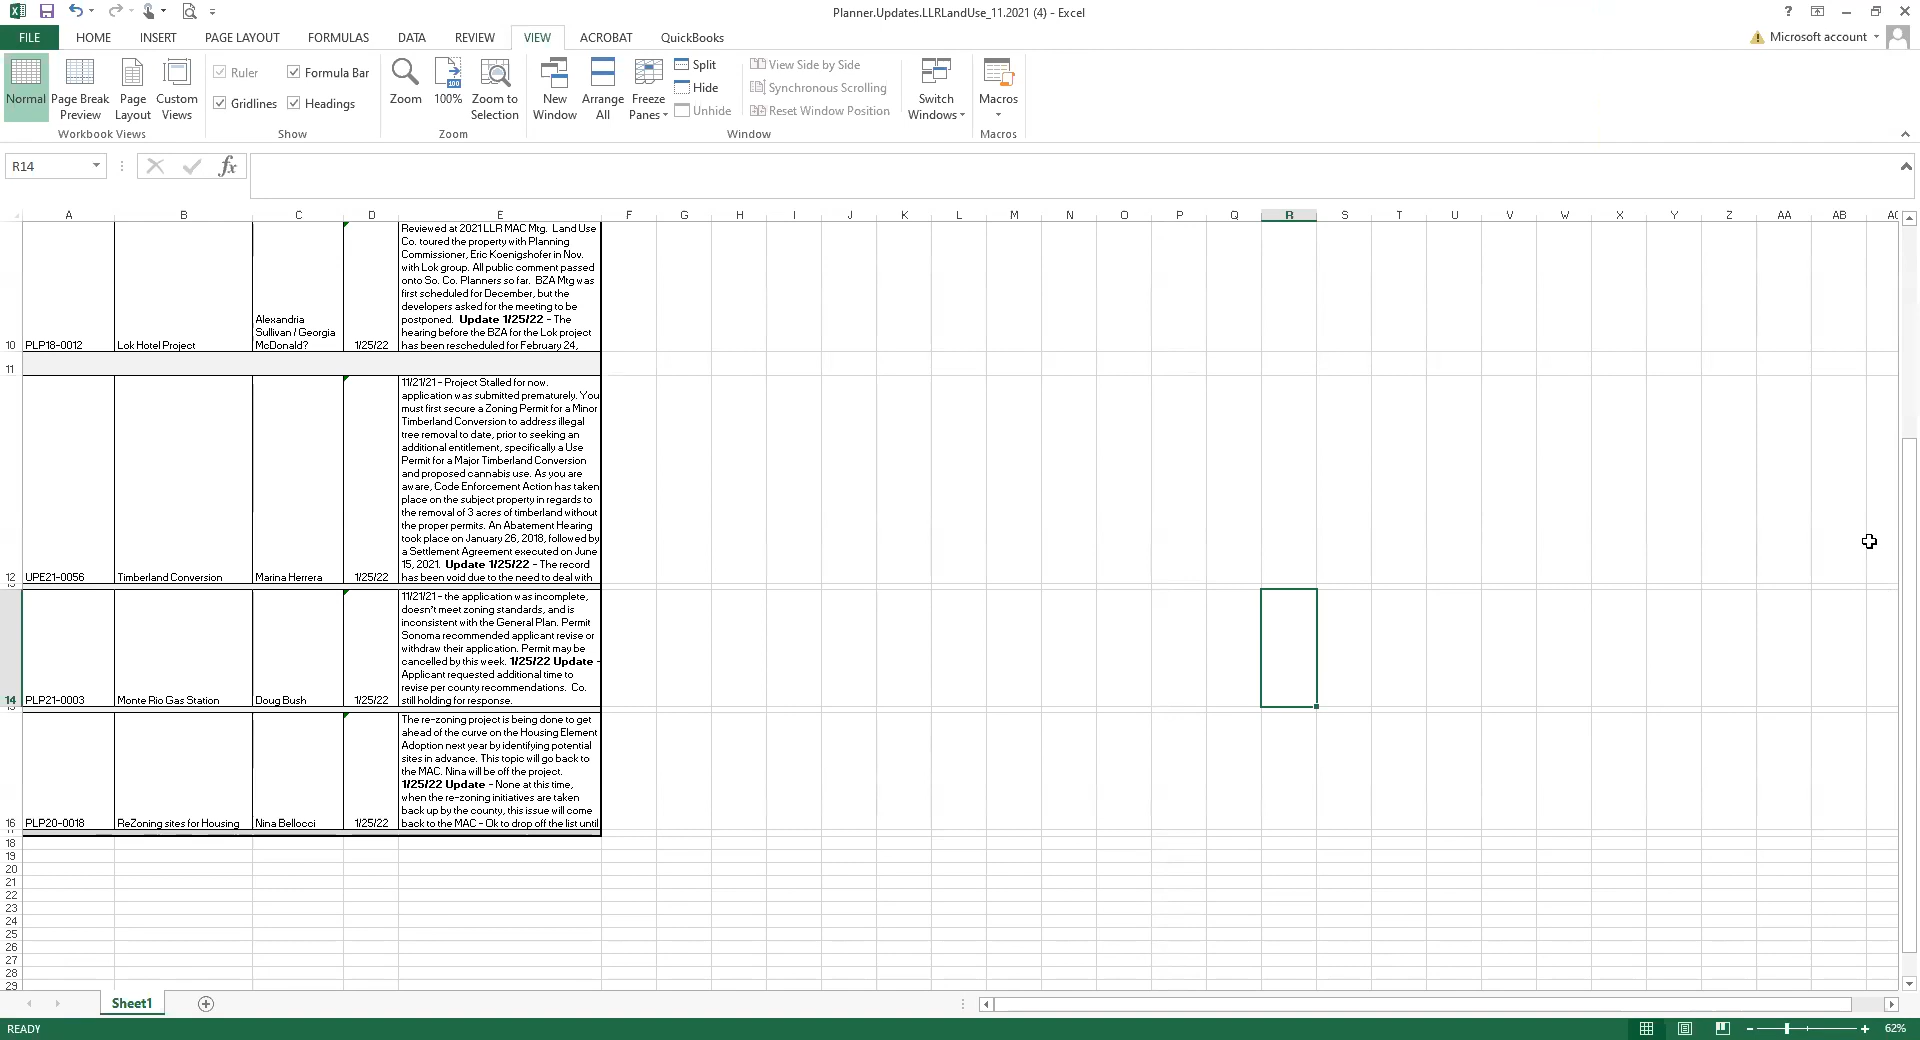 Planner.Updates.LLRLandUse_11.2021 (4) - Excel
?
FILE HOME INSERT PAGE LAYOUT FORMULAS DATA REVIEW VIEW ACROBAT QuickBooks
Microsoft account
Normal
Page Break Preview
Page Layout
Custom Views
Workbook Views
Ruler
Formula Bar
Gridlines
Headings
Show
Zoom
100%
Zoom to Selection
Zoom
New Window
Arrange All
Freeze Panes
Split
Hide
Unhide
View Side by Side
Synchronous Scrolling
Reset Window Position
Window
Switch Windows
Macros
Macros
R14
fx
A B C D E F G H I J K L M N O P Q R S T U V W X Y Z AA AB AC
Reviewed at 2021 LLR MAC Mtg. Land Use
Co. toured the property with Planning
Commissioner, Eric Koenigshofer in Nov.
with Lok group. All public comment passed
onto So. Co. Planners so far. BZA Mtg was
first scheduled for December, but the
developers asked for the meeting to be
postponed. Update 1/25/22 - The
hearing before the BZA for the Lok project
has been rescheduled for February 24,
10 PLP18-0012 Lok Hotel Project
Alexandria
Sullivan / Georgia
McDonald?
1/25/22
11
11/21/21 - Project Stalled for now.
application was submitted prematurely. You
must first secure a Zoning Permit for a Minor
Timberland Conversion to address illegal
tree removal to date, prior to seeking an
additional entitlement, specifically a Use
Permit for a Major Timberland Conversion
and proposed cannabis use. As you are
aware, Code Enforcement Action has taken
place on the subject property in regards to
the removal of 3 acres of timberland without
the proper permits. An Abatement Hearing
took place on January 26, 2018, followed by
a Settlement Agreement executed on June
15, 2021. Update 1/25/22 - The record
has been void due to the need to deal with
12 UPE21-0056 Timberland Conversion Marina Herrera 1/25/22
11/21/21 - the application was incomplete,
doesn't meet zoning standards, and is
inconsistent with the General Plan. Permit
Sonoma recommended applicant revise or
withdraw their application. Permit may be
cancelled by this week. 1/25/22 Update -
Applicant requested additional time to
revise per county recommendations. Co.
still holding for response.
14 PLP21-0003 Monte Rio Gas Station Doug Bush 1/25/22
The re-zoning project is being done to get
ahead of the curve on the Housing Element
Adoption next year by identifying potential
sites in advance. This topic will go back to
the MAC. Nina will be off the project.
1/25/22 Update - None at this time,
when the re-zoning initiatives are taken
back up by the county, this issue will come
back to the MAC - Ok to drop off the list until
16 PLP20-0018 ReZoning sites for Housing Nina Bellocci 1/25/22
18
19
20
21
22
23
24
25
26
27
28
29
Sheet1
READY
62%